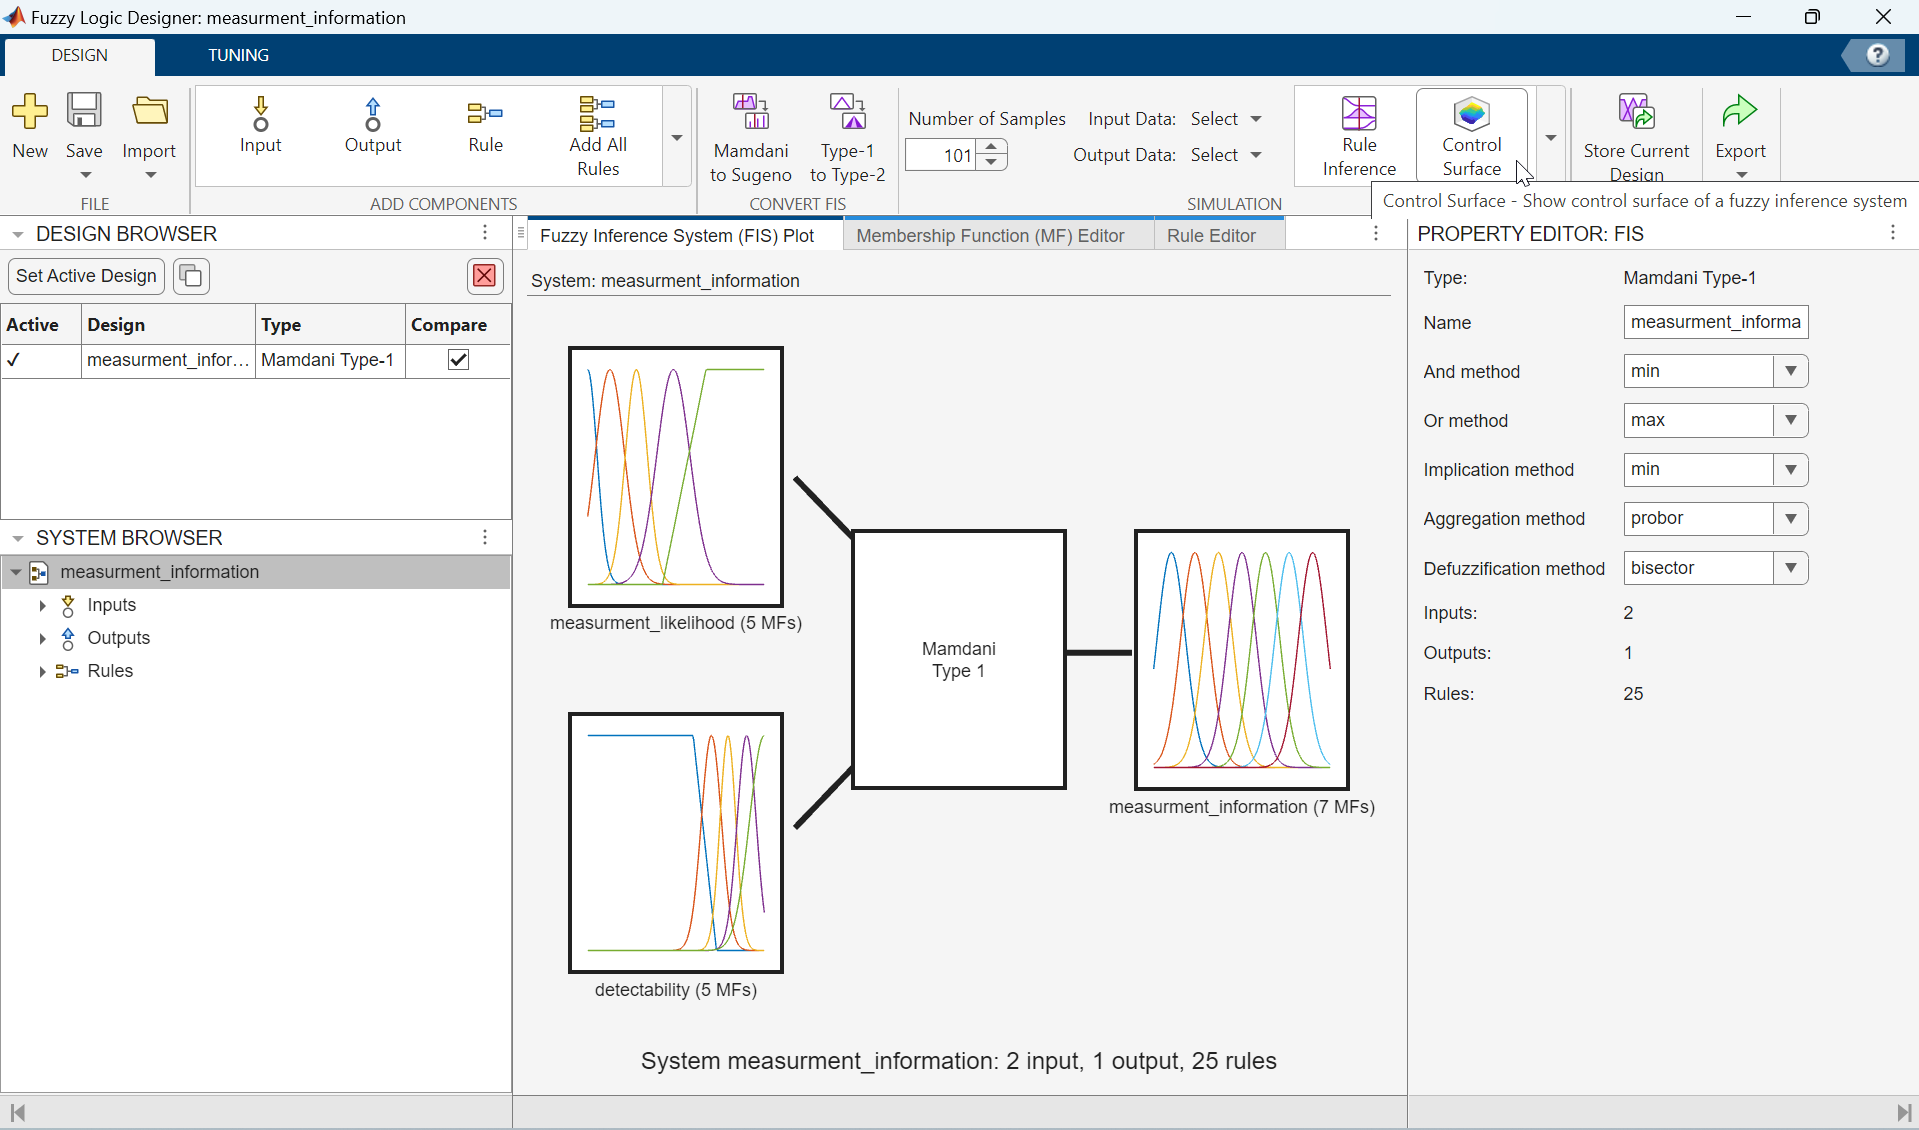 Fuzzy Logic Designer: measurment_information
DESIGN
TUNING
New
Save
Import
FILE
Input
Output
Rule
Add All
Rules
ADD COMPONENTS
Mamdani
to Sugeno
Type-1
to Type-2
CONVERT FIS
Number of Samples
101
Input Data: Select
Output Data: Select
Rule
Inference
Control
Surface
SIMULATION
Store Current
Design
Export
Control Surface - Show control surface of a fuzzy inference system
DESIGN BROWSER
Set Active Design
Active Design Type Compare
measurment_infor... Mamdani Type-1
SYSTEM BROWSER
measurment_information
Inputs
Outputs
Rules
Fuzzy Inference System (FIS) Plot
Membership Function (MF) Editor
Rule Editor
System: measurment_information
measurment_likelihood (5 MFs)
Mamdani
Type 1
measurment_information (7 MFs)
detectability (5 MFs)
System measurment_information: 2 input, 1 output, 25 rules
PROPERTY EDITOR: FIS
Type: Mamdani Type-1
Name measurment_informa
And method min
Or method max
Implication method min
Aggregation method probor
Defuzzification method bisector
Inputs: 2
Outputs: 1
Rules: 25